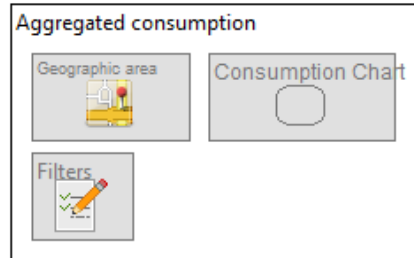 Aggregated consumption
Geographic area
Consumption Chart
Filters